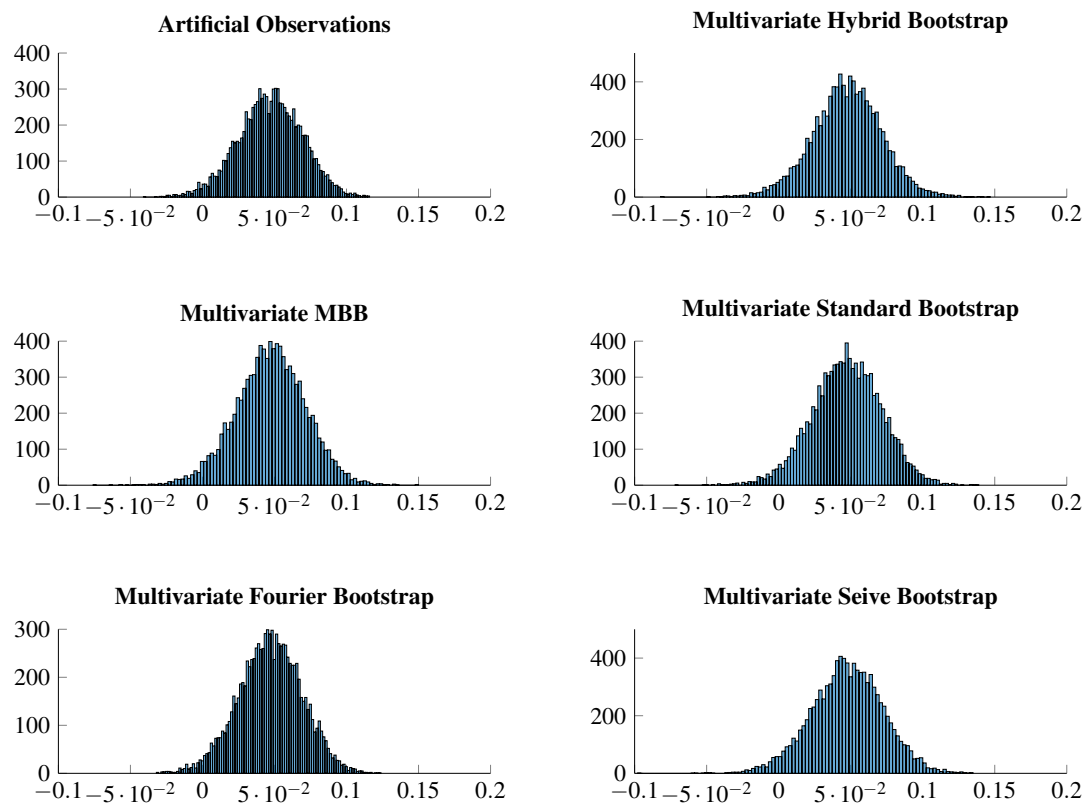 Artificial Observations
400
300
200
100
0
−0.1 −5 · 10−2 0 5 · 10−2 0.1 0.15 0.2
Multivariate Hybrid Bootstrap
400
200
0
−0.1 −5 · 10−2 0 5 · 10−2 0.1 0.15 0.2
Multivariate MBB
400
300
200
100
0
−0.1 −5 · 10−2 0 5 · 10−2 0.1 0.15 0.2
Multivariate Standard Bootstrap
400
300
200
100
0
−0.1 −5 · 10−2 0 5 · 10−2 0.1 0.15 0.2
Multivariate Fourier Bootstrap
300
200
100
0
−0.1 −5 · 10−2 0 5 · 10−2 0.1 0.15 0.2
Multivariate Seive Bootstrap
400
200
0
−0.1 −5 · 10−2 0 5 · 10−2 0.1 0.15 0.2